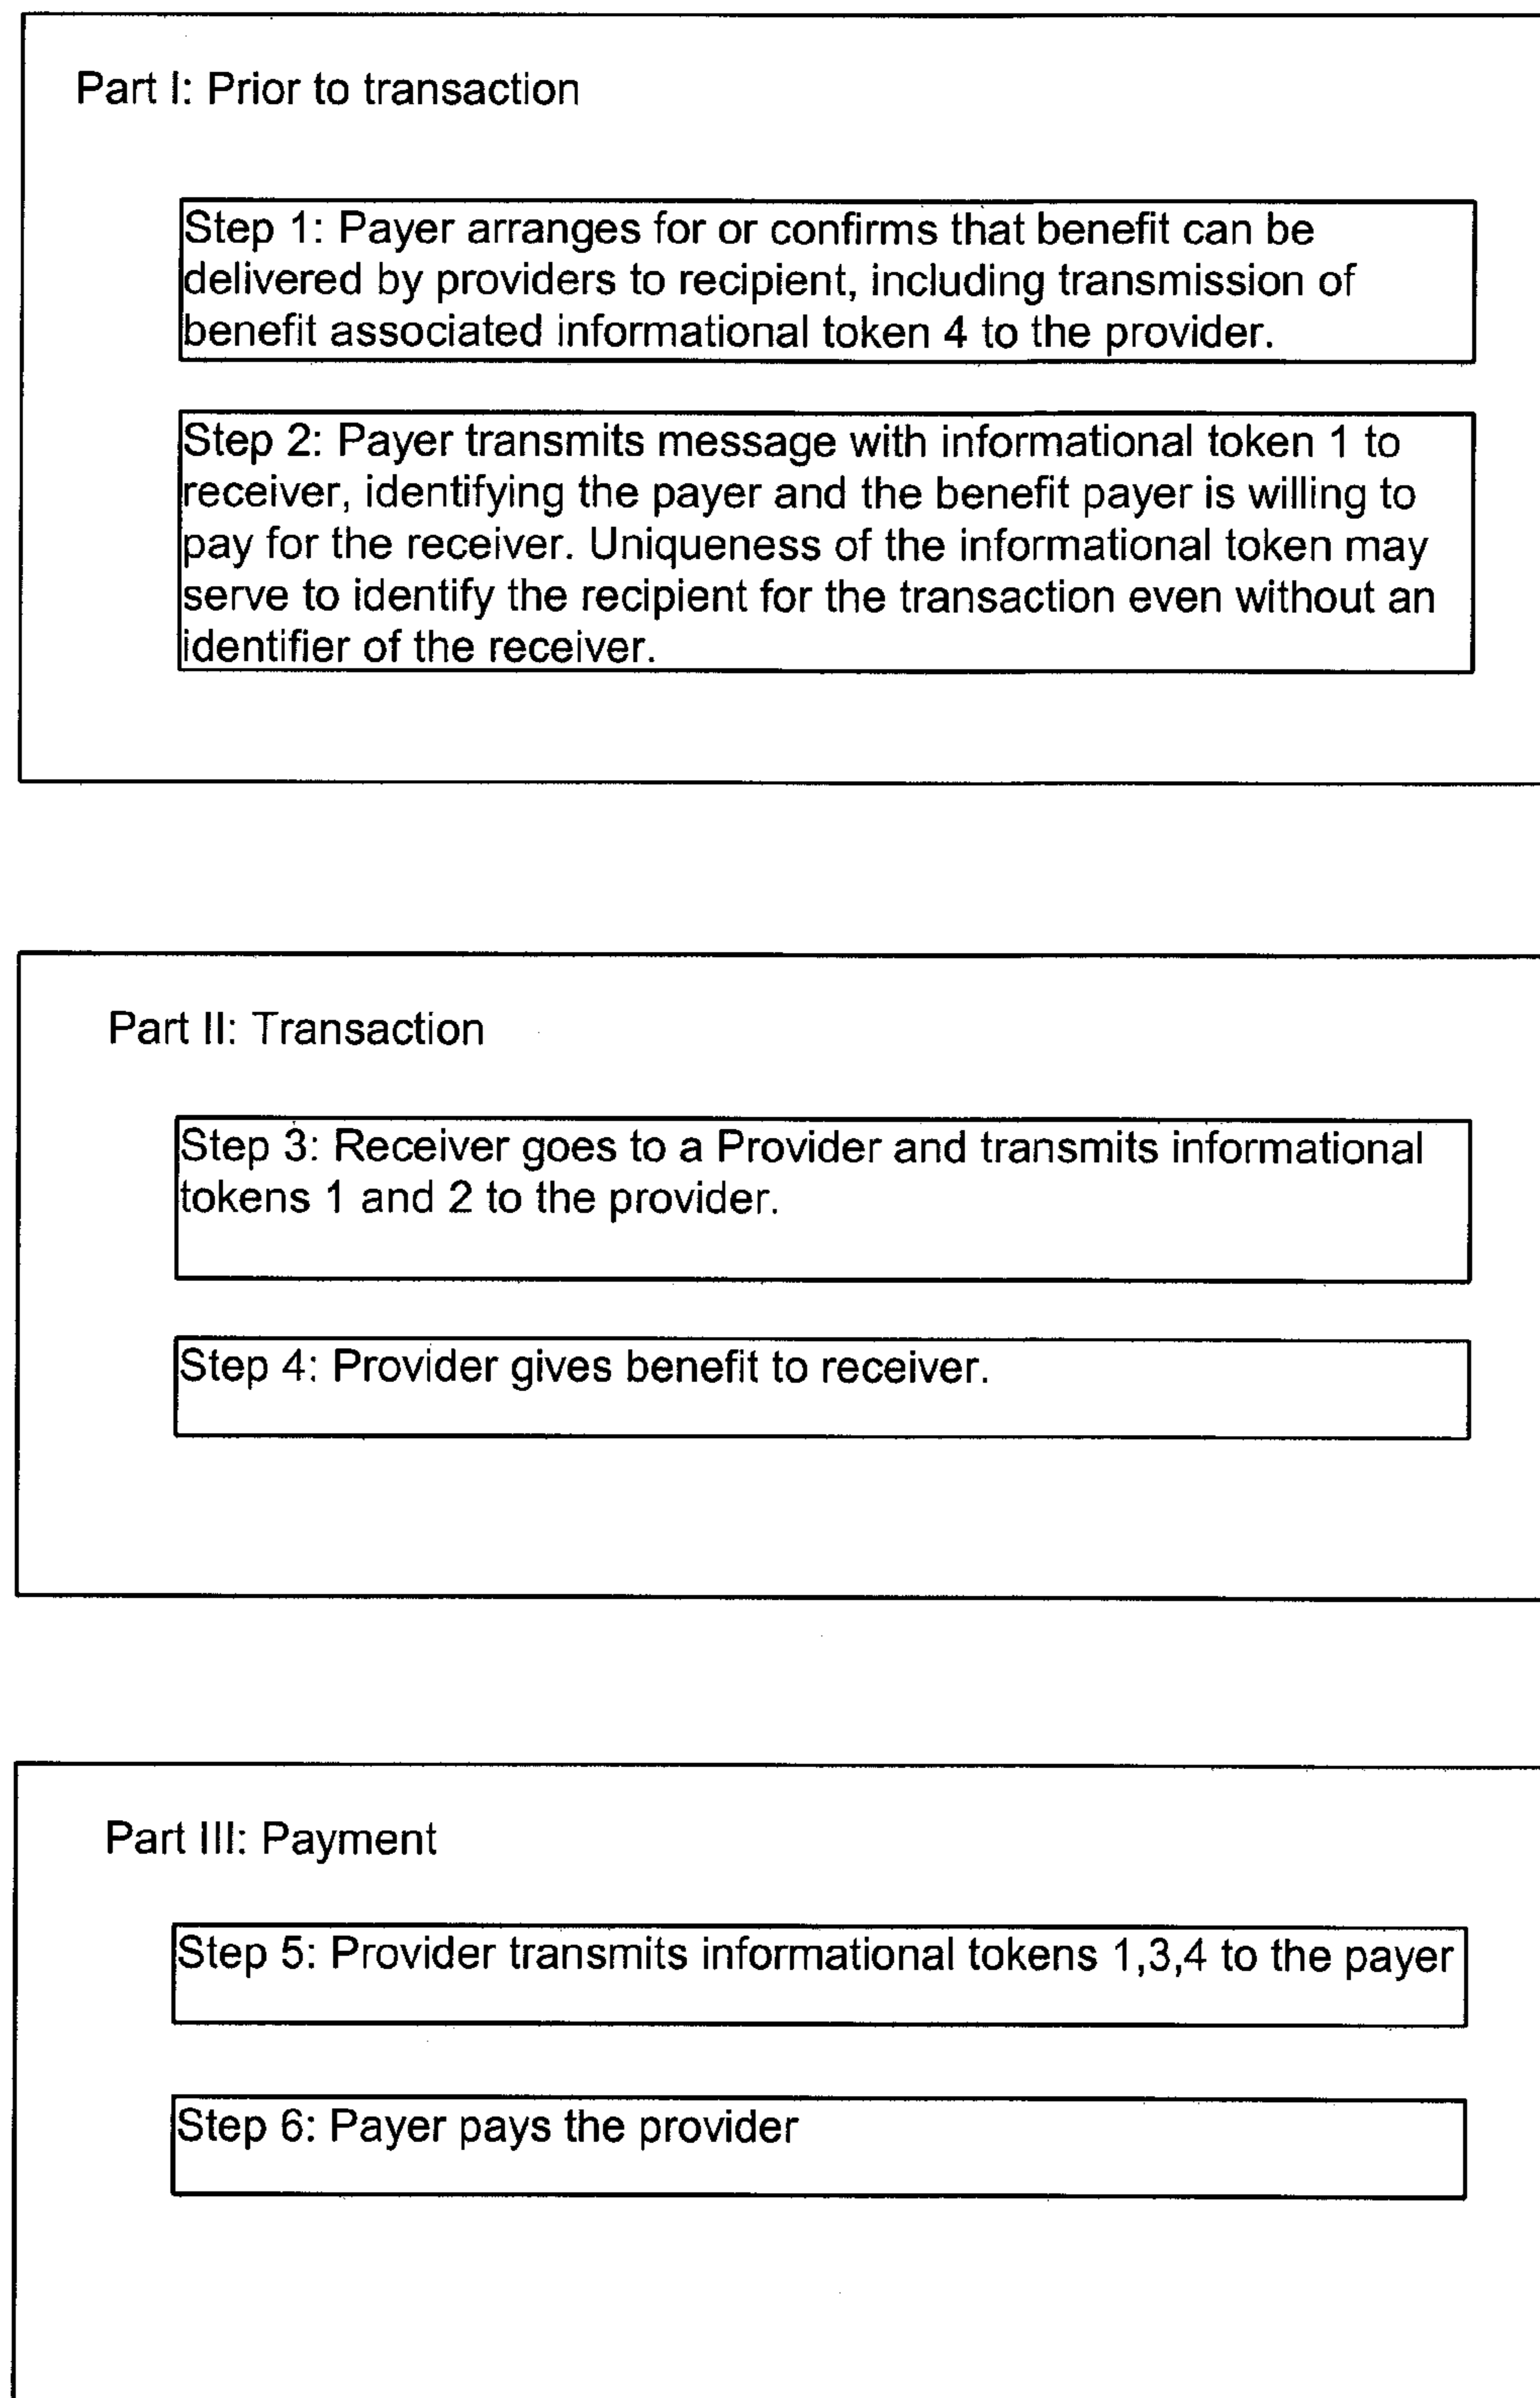 Part I: Prior to transaction
Step 1: Payer arranges for or confirms that benefit can be
delivered by providers to recipient, including transmission of
benefit associated informational token 4 to the provider.
Step 2: Payer transmits message with informational token 1 to
receiver, identifying the payer and the benefit payer is willing to
pay for the receiver. Uniqueness of the informational token may
serve to identify the recipient for the transaction even without an
identifier of the receiver.
Part II: Transaction
Step 3: Receiver goes to a Provider and transmits informational
tokens 1 and 2 to the provider.
Step 4: Provider gives benefit to receiver.
Part III: Payment
Step 5: Provider transmits informational tokens 1,3,4 to the payer
Step 6: Payer pays the provider